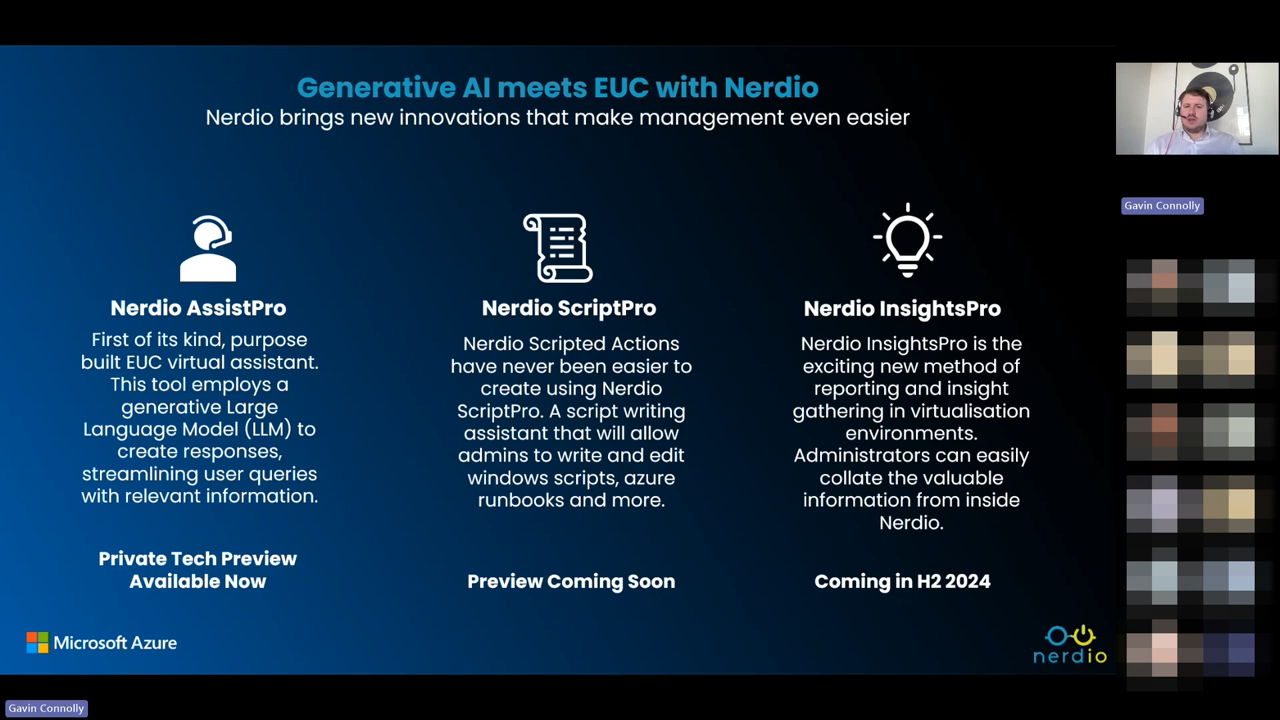 Generative AI meets EUC with Nerdio
Nerdio brings new innovations that make management even easier
Nerdio AssistPro
First of its kind, purpose
built EUC virtual assistant.
This tool employs a
generative Large
Language Model (LLM) to
create responses,
streamlining user queries
with relevant information.
Private Tech Preview
Available Now
Nerdio ScriptPro
Nerdio Scripted Actions
have never been easier to
create using Nerdio
ScriptPro. A script writing
assistant that will allow
admins to write and edit
windows scripts, azure
runbooks and more.
Preview Coming Soon
Nerdio InsightsPro
Nerdio InsightsPro is the
exciting new method of
reporting and insight
gathering in virtualisation
environments.
Administrators can easily
collate the valuable
information from inside
Nerdio.
Coming in H2 2024
Microsoft Azure
nerdio
Gavin Connolly
Gavin Connolly